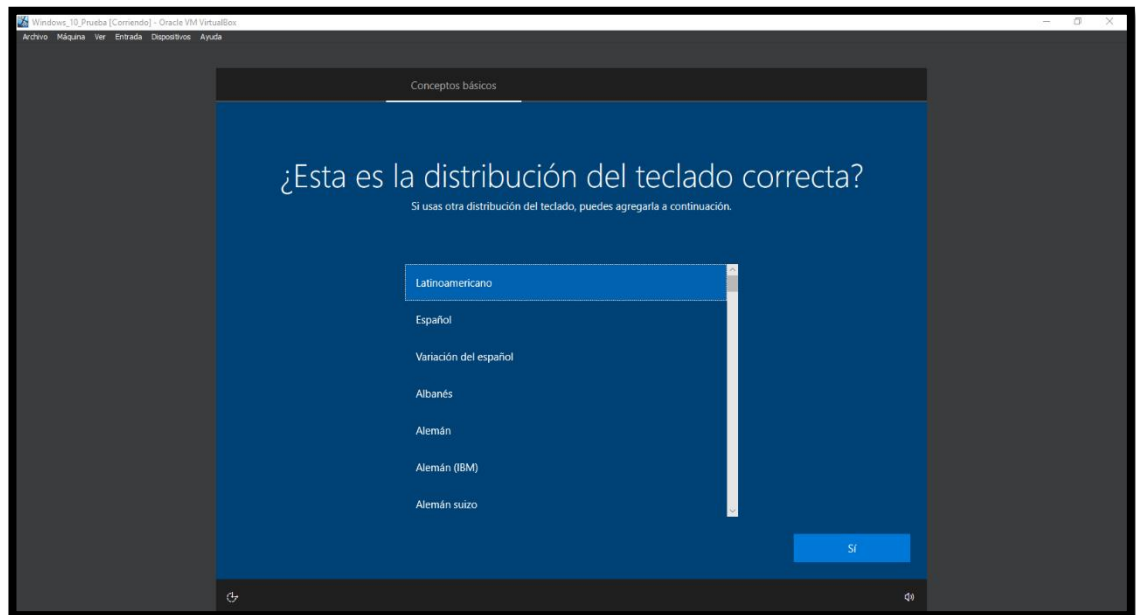 Windows_10_Prueba [Corriendo] - Oracle VM VirtualBox
Archivo Máquina Ver Entrada Dispositivos Ayuda
Conceptos básicos
¿Esta es la distribución del teclado correcta?
Si usas otra distribución del teclado, puedes agregarla a continuación.
Latinoamericano
Español
Variación del español
Albanés
Alemán
Alemán (IBM)
Alemán suizo
Sí